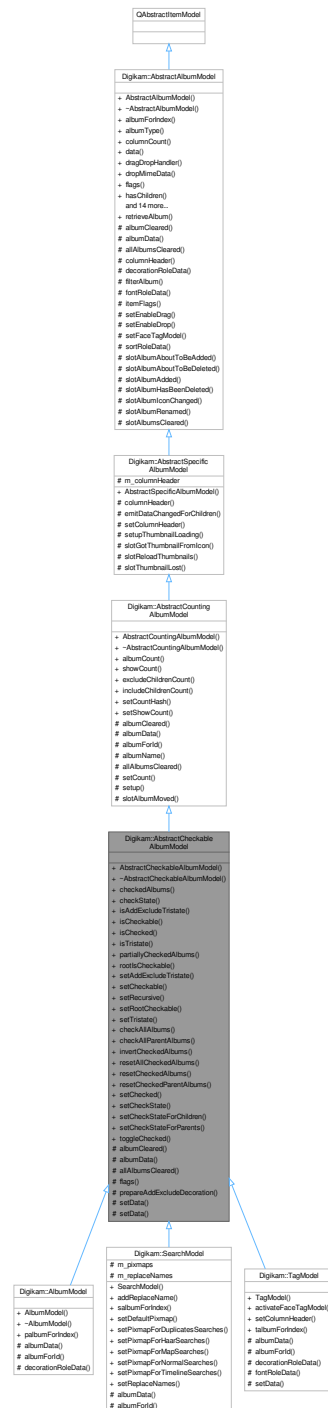 QAbstractItemModel
Digikam::AbstractAlbumModel
+ AbstractAlbumModel()
+ ~AbstractAlbumModel()
+ albumForIndex()
+ albumType()
+ columnCount()
+ data()
+ dragDropHandler()
+ dropMimeData()
+ flags()
+ hasChildren()
and 14 more...
+ retrieveAlbum()
# albumCleared()
# albumData()
# allAlbumsCleared()
# columnHeader()
# decorationRoleData()
# filterAlbum()
# fontRoleData()
# itemFlags()
# setEnableDrag()
# setEnableDrop()
# setFaceTagModel()
# sortRoleData()
# slotAlbumAboutToBeAdded()
# slotAlbumAboutToBeDeleted()
# slotAlbumAdded()
# slotAlbumHasBeenDeleted()
# slotAlbumIconChanged()
# slotAlbumRenamed()
# slotAlbumsCleared()
Digikam::AbstractSpecific
AlbumModel
# m_columnHeader
+ AbstractSpecificAlbumModel()
# columnHeader()
# emitDataChangedForChildren()
# setColumnHeader()
# setupThumbnailLoading()
# slotGotThumbnailFromIcon()
# slotReloadThumbnails()
# slotThumbnailLost()
Digikam::AbstractCounting
AlbumModel
+ AbstractCountingAlbumModel()
+ ~AbstractCountingAlbumModel()
+ albumCount()
+ showCount()
+ excludeChildrenCount()
+ includeChildrenCount()
+ setCountHash()
+ setShowCount()
# albumCleared()
# albumData()
# albumForId()
# albumName()
# allAlbumsCleared()
# setCount()
# setup()
# slotAlbumMoved()
Digikam::AbstractCheckable
AlbumModel
+ AbstractCheckableAlbumModel()
+ ~AbstractCheckableAlbumModel()
+ checkedAlbums()
+ checkState()
+ isAddExcludeTristate()
+ isCheckable()
+ isChecked()
+ isTristate()
+ partiallyCheckedAlbums()
+ rootIsCheckable()
+ setAddExcludeTristate()
+ setCheckable()
+ setRecursive()
+ setRootCheckable()
+ setTristate()
+ checkAllAlbums()
+ checkAllParentAlbums()
+ invertCheckedAlbums()
+ resetAllCheckedAlbums()
+ resetCheckedAlbums()
+ resetCheckedParentAlbums()
+ setChecked()
+ setCheckState()
+ setCheckStateForChildren()
+ setCheckStateForParents()
+ toggleChecked()
# albumCleared()
# albumData()
# allAlbumsCleared()
# flags()
# prepareAddExcludeDecoration()
# setData()
# setData()
Digikam::AlbumModel
+ AlbumModel()
+ ~AlbumModel()
+ palbumForIndex()
# albumData()
# albumForId()
# decorationRoleData()
Digikam::SearchModel
# m_pixmaps
# m_replaceNames
+ SearchModel()
+ addReplaceName()
+ salbumForIndex()
+ setDefaultPixmap()
+ setPixmapForDuplicatesSearches()
+ setPixmapForHaarSearches()
+ setPixmapForMapSearches()
+ setPixmapForNormalSearches()
+ setPixmapForTimelineSearches()
+ setReplaceNames()
# albumData()
# albumForId()
Digikam::TagModel
+ TagModel()
+ activateFaceTagModel()
+ setColumnHeader()
+ talbumForIndex()
# albumData()
# albumForId()
# decorationRoleData()
# fontRoleData()
# setData()